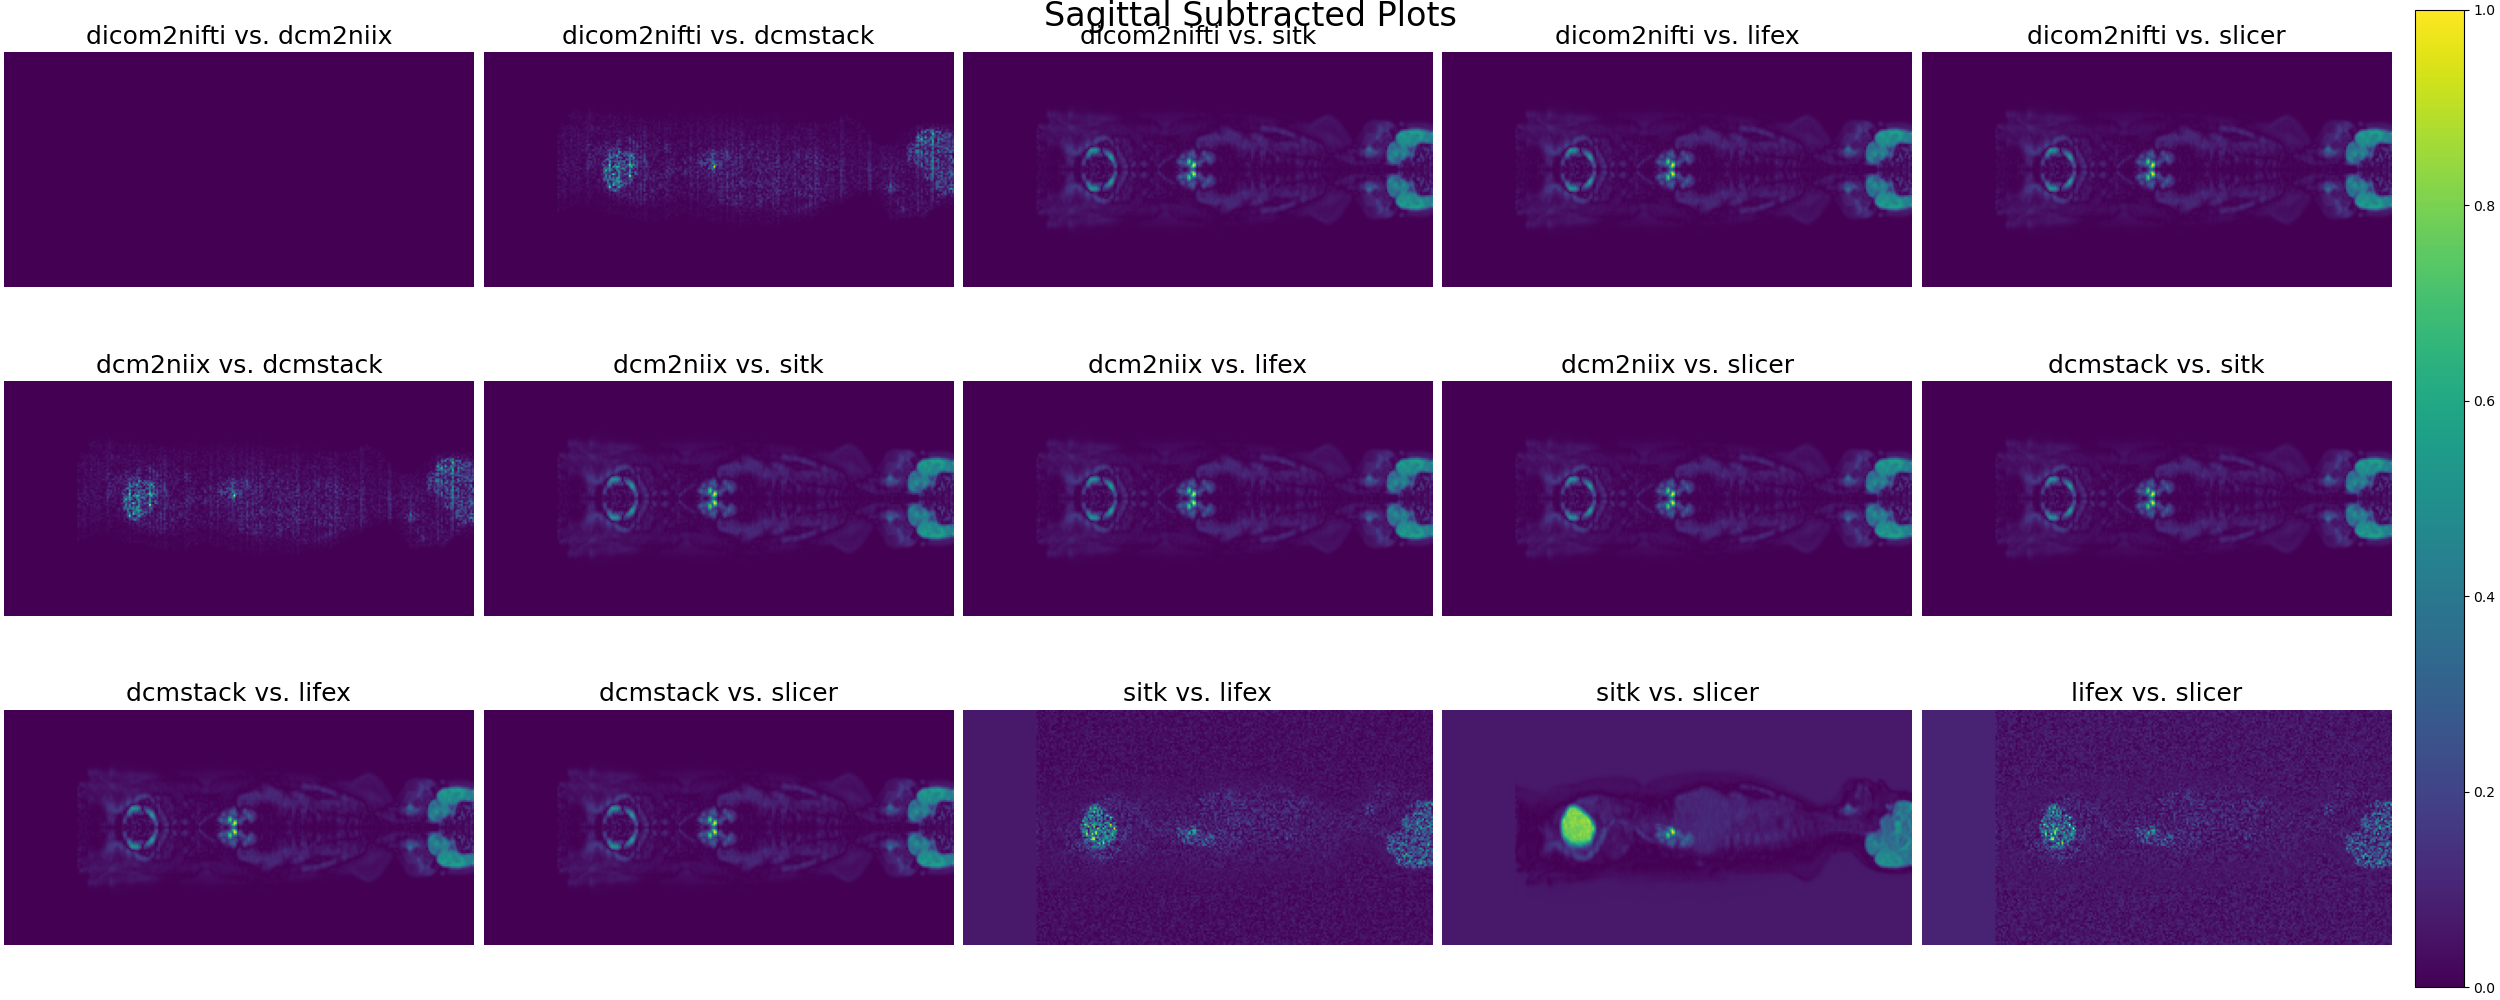 Sagittal Subtracted Plots
dicom2nifti vs. dcm2niix
dicom2nifti vs. dcmstack
dicom2nifti vs. sitk
dicom2nifti vs. lifex
dicom2nifti vs. slicer
dcm2niix vs. dcmstack
dcm2niix vs. sitk
dcm2niix vs. lifex
dcm2niix vs. slicer
dcmstack vs. sitk
dcmstack vs. lifex
dcmstack vs. slicer
sitk vs. lifex
sitk vs. slicer
lifex vs. slicer
1.0
0.8
0.6
0.4
0.2
0.0